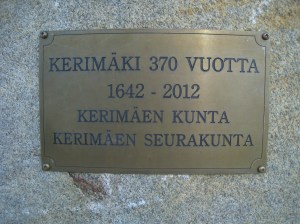 KERIMÄKI 370 VUOTTA
1642 - 2012
KERIMÄEN KUNTA
KERIMÄEN SEURAKUNTA